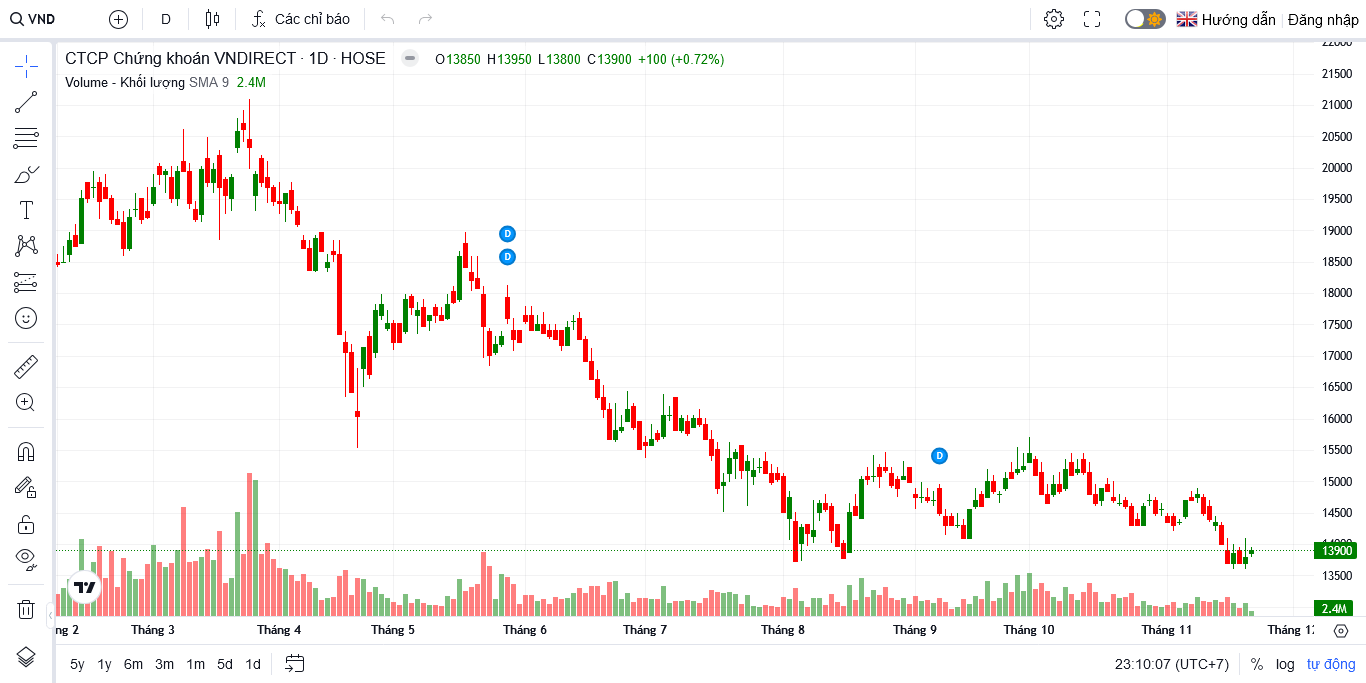 VND D Các chỉ báo Hướng dẫn Đăng nhập
CTCP Chứng khoán VNDIRECT · 1D · HOSE O13850 H13950 L13800 C13900 +100 (+0.72%)
Volume - Khối lượng SMA 9 2.4M
22000
21500
21000
20500
20000
19500
19000
18500
18000
17500
17000
16500
16000
15500
15000
14500
14000
13900
13500
2.4M
D
D
D
ng 2 Tháng 3 Tháng 4 Tháng 5 Tháng 6 Tháng 7 Tháng 8 Tháng 9 Tháng 10 Tháng 11 Tháng 12
5y 1y 6m 3m 1m 5d 1d 23:10:07 (UTC+7) % log tự động